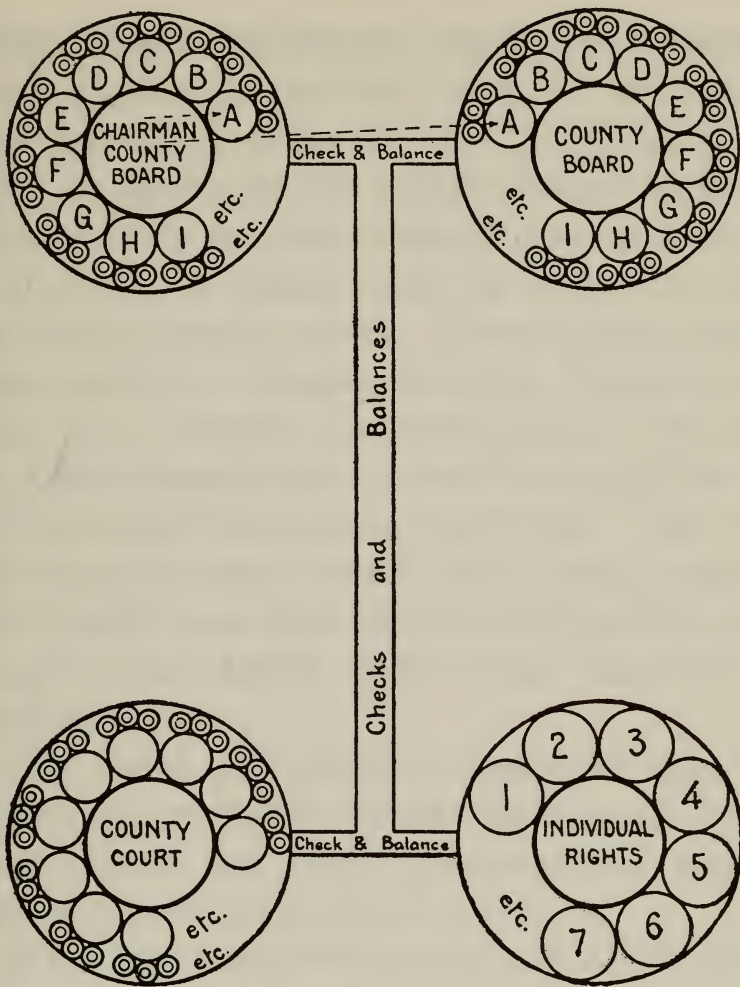 C
D
B
E
A
CHAIRMAN
COUNTY
BOARD
F
G
H
I
etc.
etc.
C
B
D
A
E
COUNTY
BOARD
F
G
H
I
etc.
etc.
Check & Balance
Checks and Balances
COUNTY
COURT
etc.
etc.
Check & Balance
1
2
3
4
5
6
7
INDIVIDUAL
RIGHTS
etc.